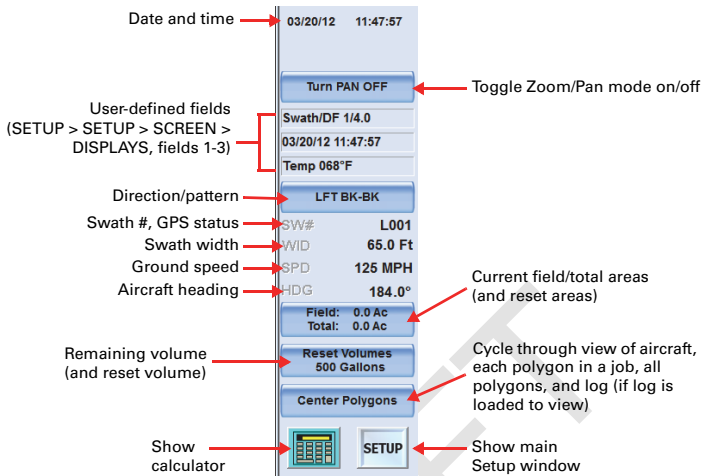 Date and time
03/20/12 11:47:57
Turn PAN OFF
Toggle Zoom/Pan mode on/off
User-defined fields
(SETUP > SETUP > SCREEN >
DISPLAYS, fields 1-3)
Swath/DF 1/4.0
03/20/12 11:47:57
Temp 068°F
Direction/pattern
LFT BK-BK
Swath #, GPS status
SW# L001
Swath width
WID 65.0 Ft
Ground speed
SPD 125 MPH
Aircraft heading
HDG 184.0°
Field: 0.0 Ac
Total: 0.0 Ac
Current field/total areas
(and reset areas)
Remaining volume
(and reset volume)
Reset Volumes
500 Gallons
Center Polygons
Cycle through view of aircraft,
each polygon in a job, all
polygons, and log (if log is
loaded to view)
Show
calculator
SETUP
Show main
Setup window